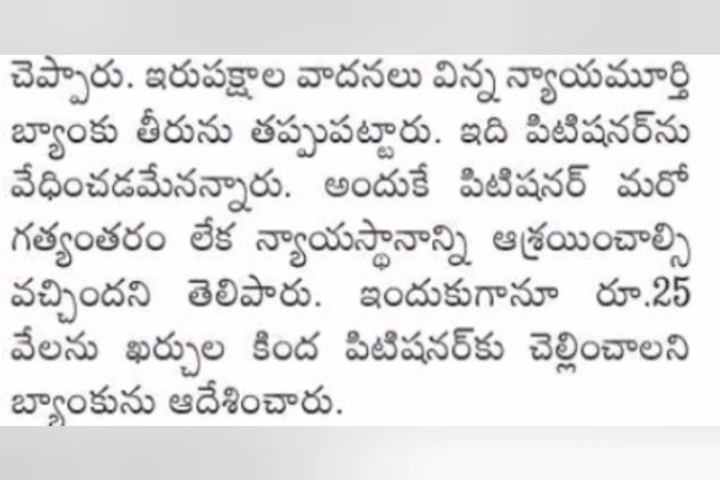 చెప్పారు. ఇరుపక్షాల వాదనలు విన్న న్యాయమూర్తి
బ్యాంకు తీరును తప్పుపట్టారు. ఇది పిటిషనర్‌ను
వేధించడమేనన్నారు. అందుకే పిటిషనర్ మరో
గత్యంతరం లేక న్యాయస్థానాన్ని ఆశ్రయించాల్సి
వచ్చిందని తెలిపారు. ఇందుకుగానూ రూ.25
వేలను ఖర్చుల కింద పిటిషనర్‌కు చెల్లించాలని
బ్యాంకును ఆదేశించారు.